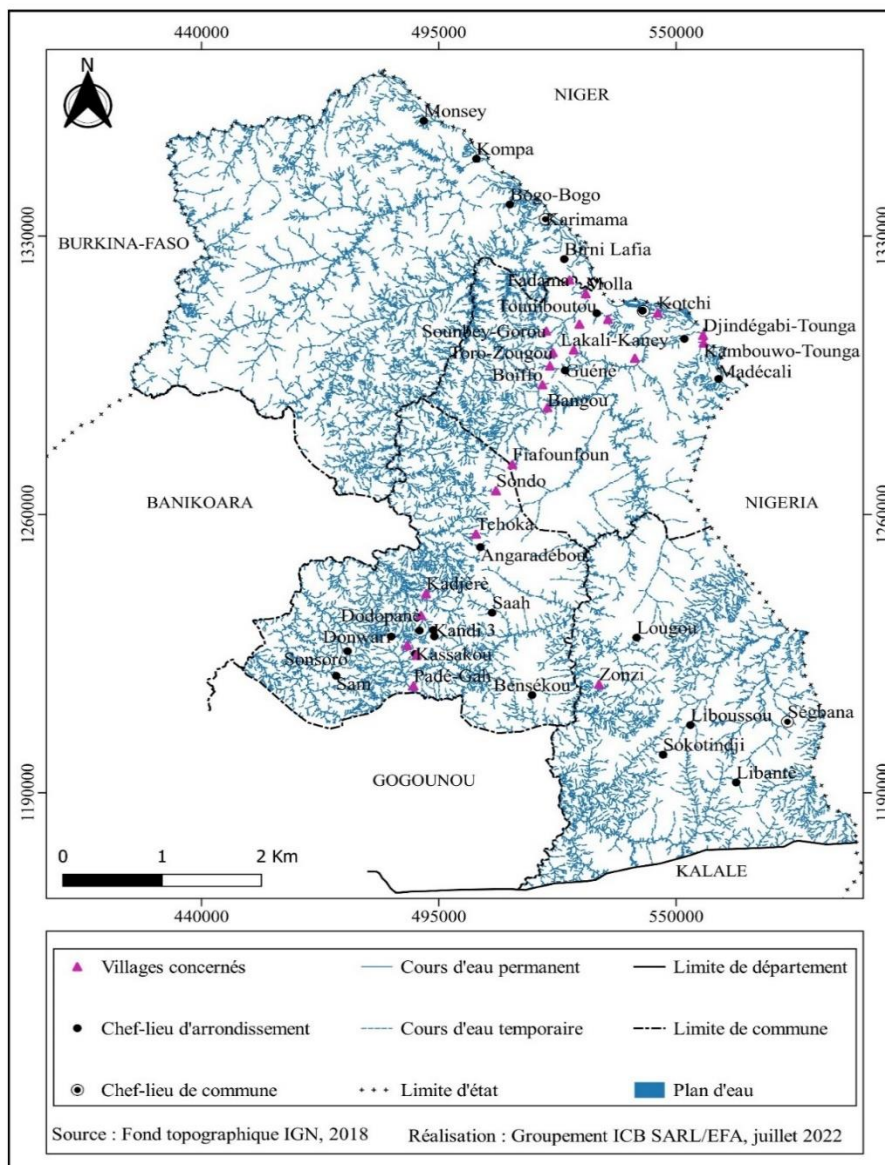 440000 495000 550000
N
NIGER
Monsey
Kompa
Bogo-Bogo
Karimama
1330000 1330000
BURKINA-FASO
Birni Lafia
Fadama Molla
Toumboutou Kotchi
Sounbey-Gorou Djindégabi-Tounga
Lakali-Kaney
Toro-Zougou Kambouwo-Tounga
Boïffo Guéné Madécali
Bangou
Fiafounfoun
Sondo
BANIKOARA NIGERIA
1260000 1260000
Tèhoka
Angaradébou
Kadjèrè
Saah
Dodopanè
Donwari Kandi 3 Lougou
Sonsoro Kassakou
Sam Padé-Gah Bensékou Zonzi
Liboussou Ségbana
Sokotindji
GOGOUNOU Libantè
1190000 1190000
0 1 2 Km
KALALE
440000 495000 550000
Villages concernés Cours d'eau permanent Limite de département
Chef-lieu d'arrondissement Cours d'eau temporaire Limite de commune
Chef-lieu de commune Limite d'état Plan d'eau
Source : Fond topographique IGN, 2018 Réalisation : Groupement ICB SARL/EFA, juillet 2022